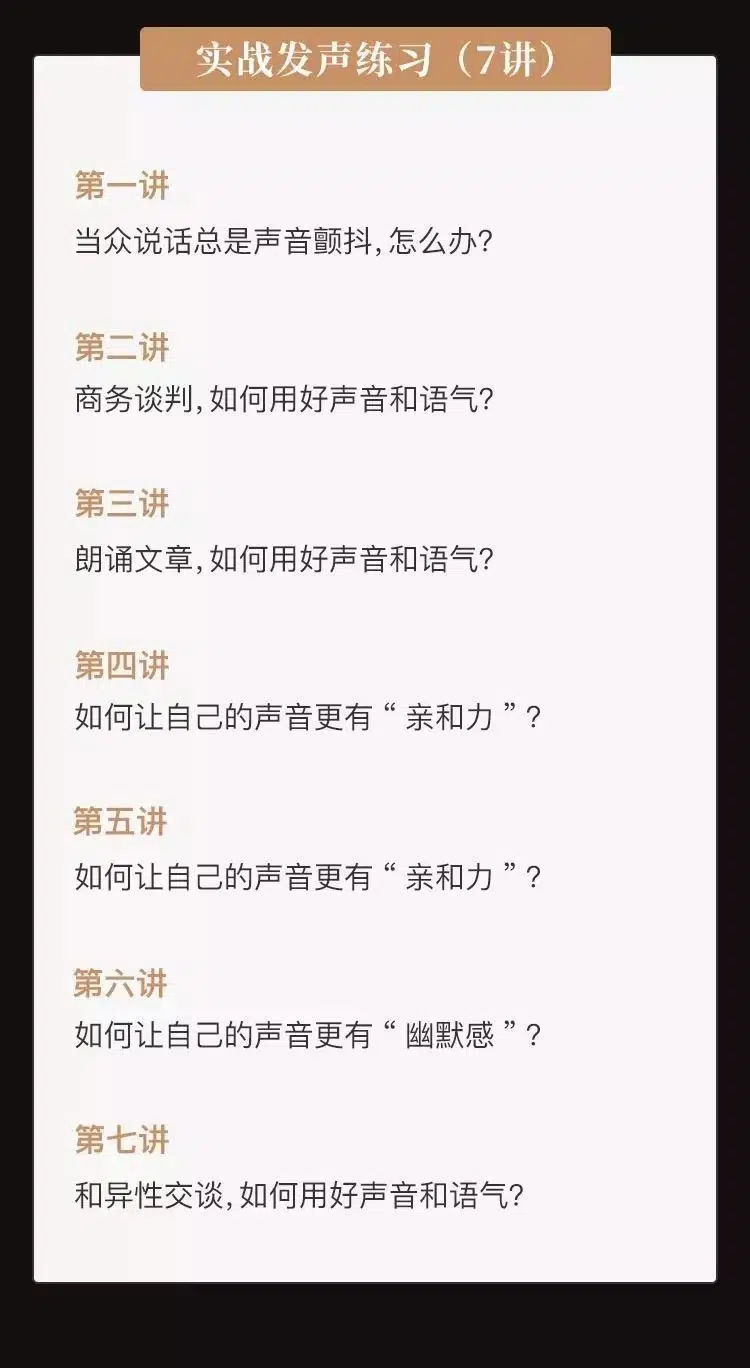 实战发声练习（7讲）
第一讲
当众说话总是声音颤抖，怎么办？
第二讲
商务谈判，如何用好声音和语气？
第三讲
朗诵文章，如何用好声音和语气？
第四讲
如何让自己的声音更有“亲和力”？
第五讲
如何让自己的声音更有“亲和力”？
第六讲
如何让自己的声音更有“幽默感”？
第七讲
和异性交谈，如何用好声音和语气？